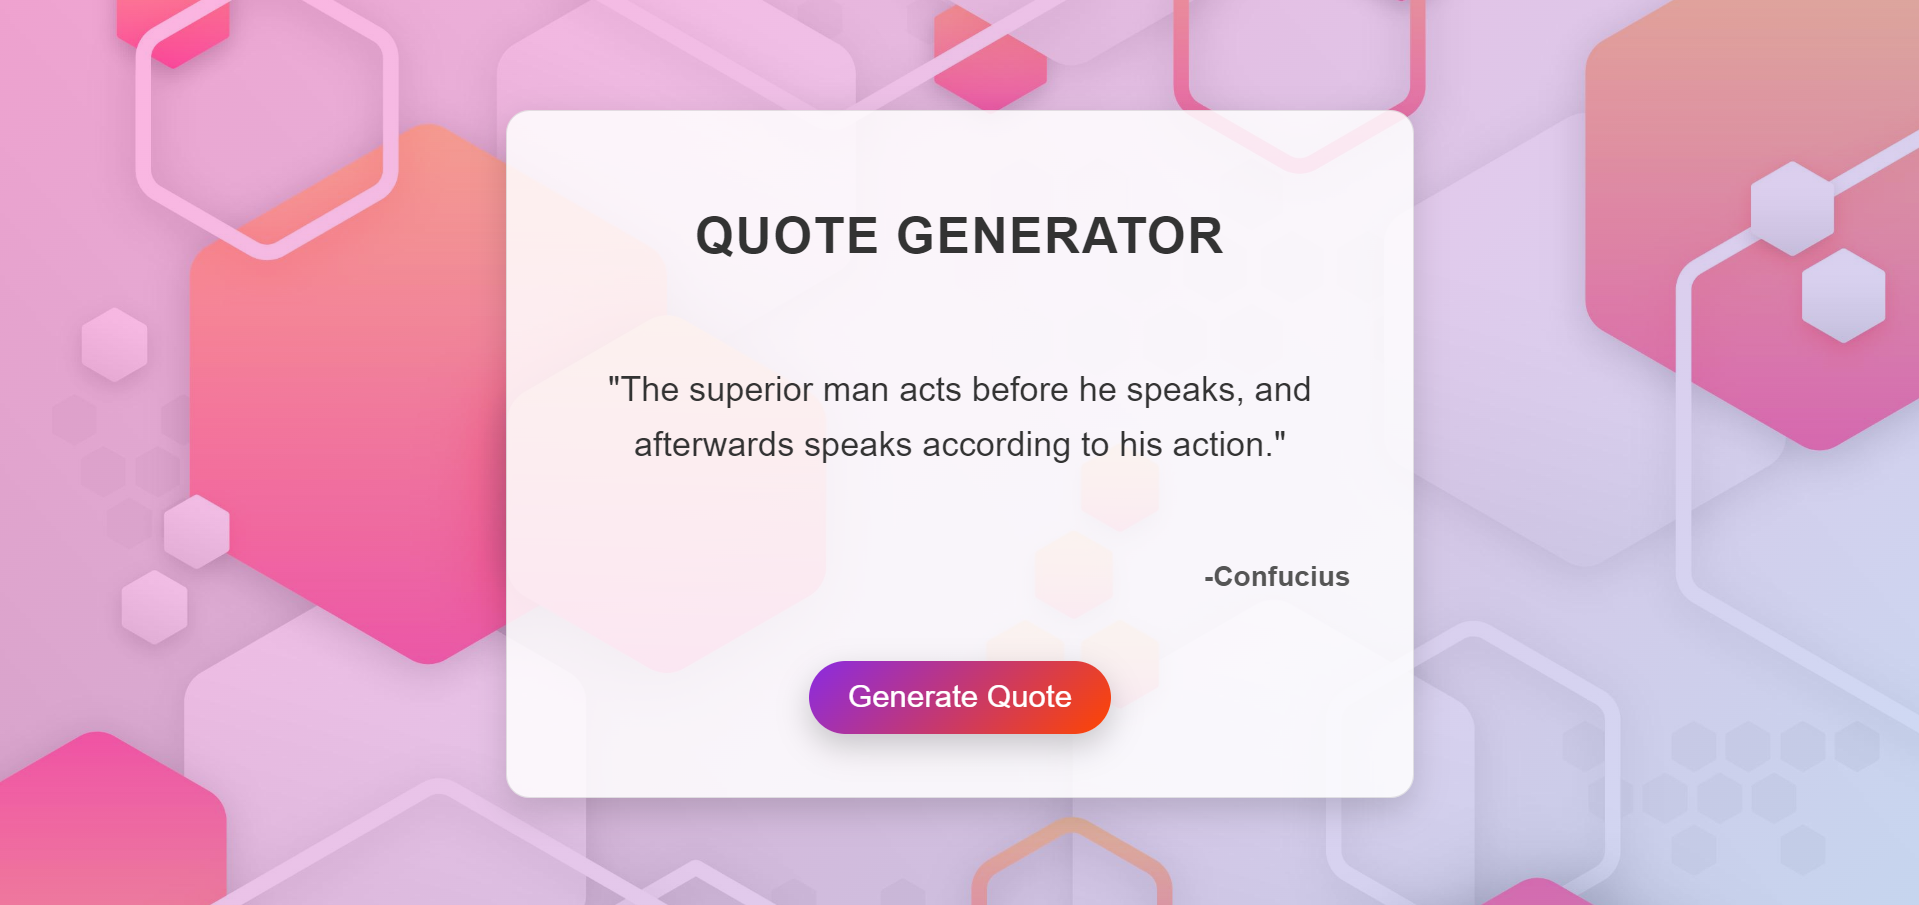 QUOTE GENERATOR
"The superior man acts before he speaks, and
afterwards speaks according to his action."
-Confucius
Generate Quote